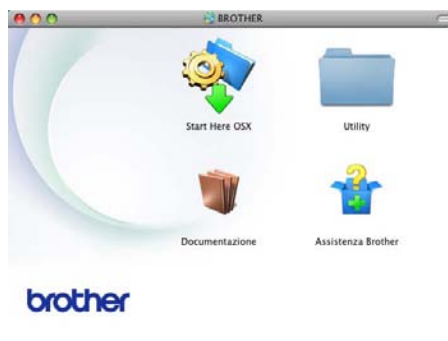 BROTHER
Start Here OSX
Utility
Documentazione
Assistenza Brother
brother